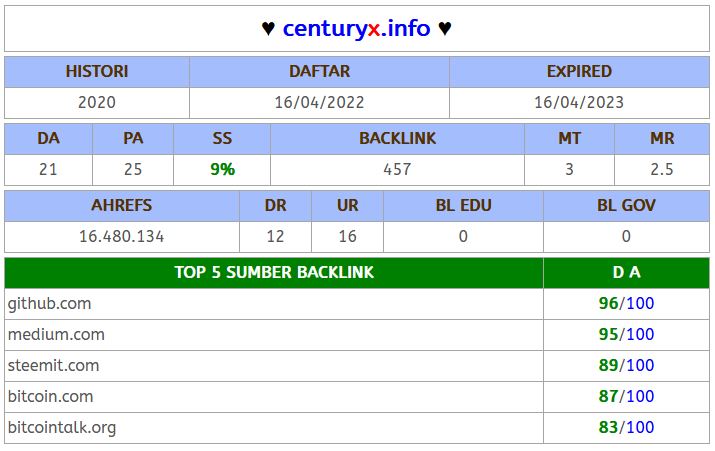 ♥ centuryx.info ♥
HISTORI DAFTAR EXPIRED
2020 16/04/2022 16/04/2023
DA PA SS BACKLINK MT MR
21 25 9% 457 3 2.5
AHREFS DR UR BL EDU BL GOV
16.480.134 12 16 0 0
TOP 5 SUMBER BACKLINK D A
github.com 96/100
medium.com 95/100
steemit.com 89/100
bitcoin.com 87/100
bitcointalk.org 83/100